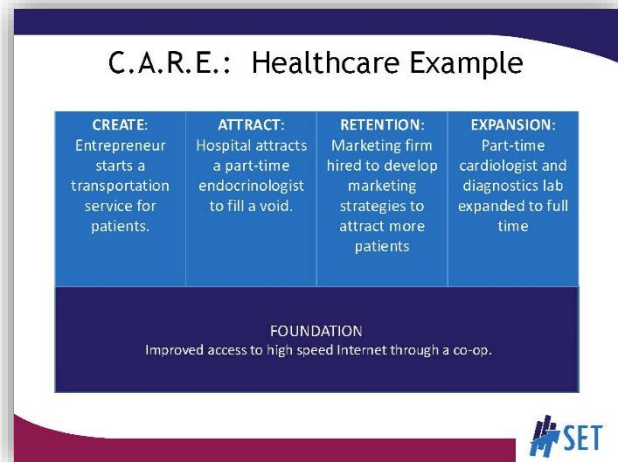 C.A.R.E.: Healthcare Example
CREATE:
Entrepreneur
starts a
transportation
service for
patients.
ATTRACT:
Hospital attracts
a part-time
endocrinologist
to fill a void.
RETENTION:
Marketing firm
hired to develop
marketing
strategies to
attract more
patients
EXPANSION:
Part-time
cardiologist and
diagnostics lab
expanded to full
time
FOUNDATION
Improved access to high speed Internet through a co-op.
SET